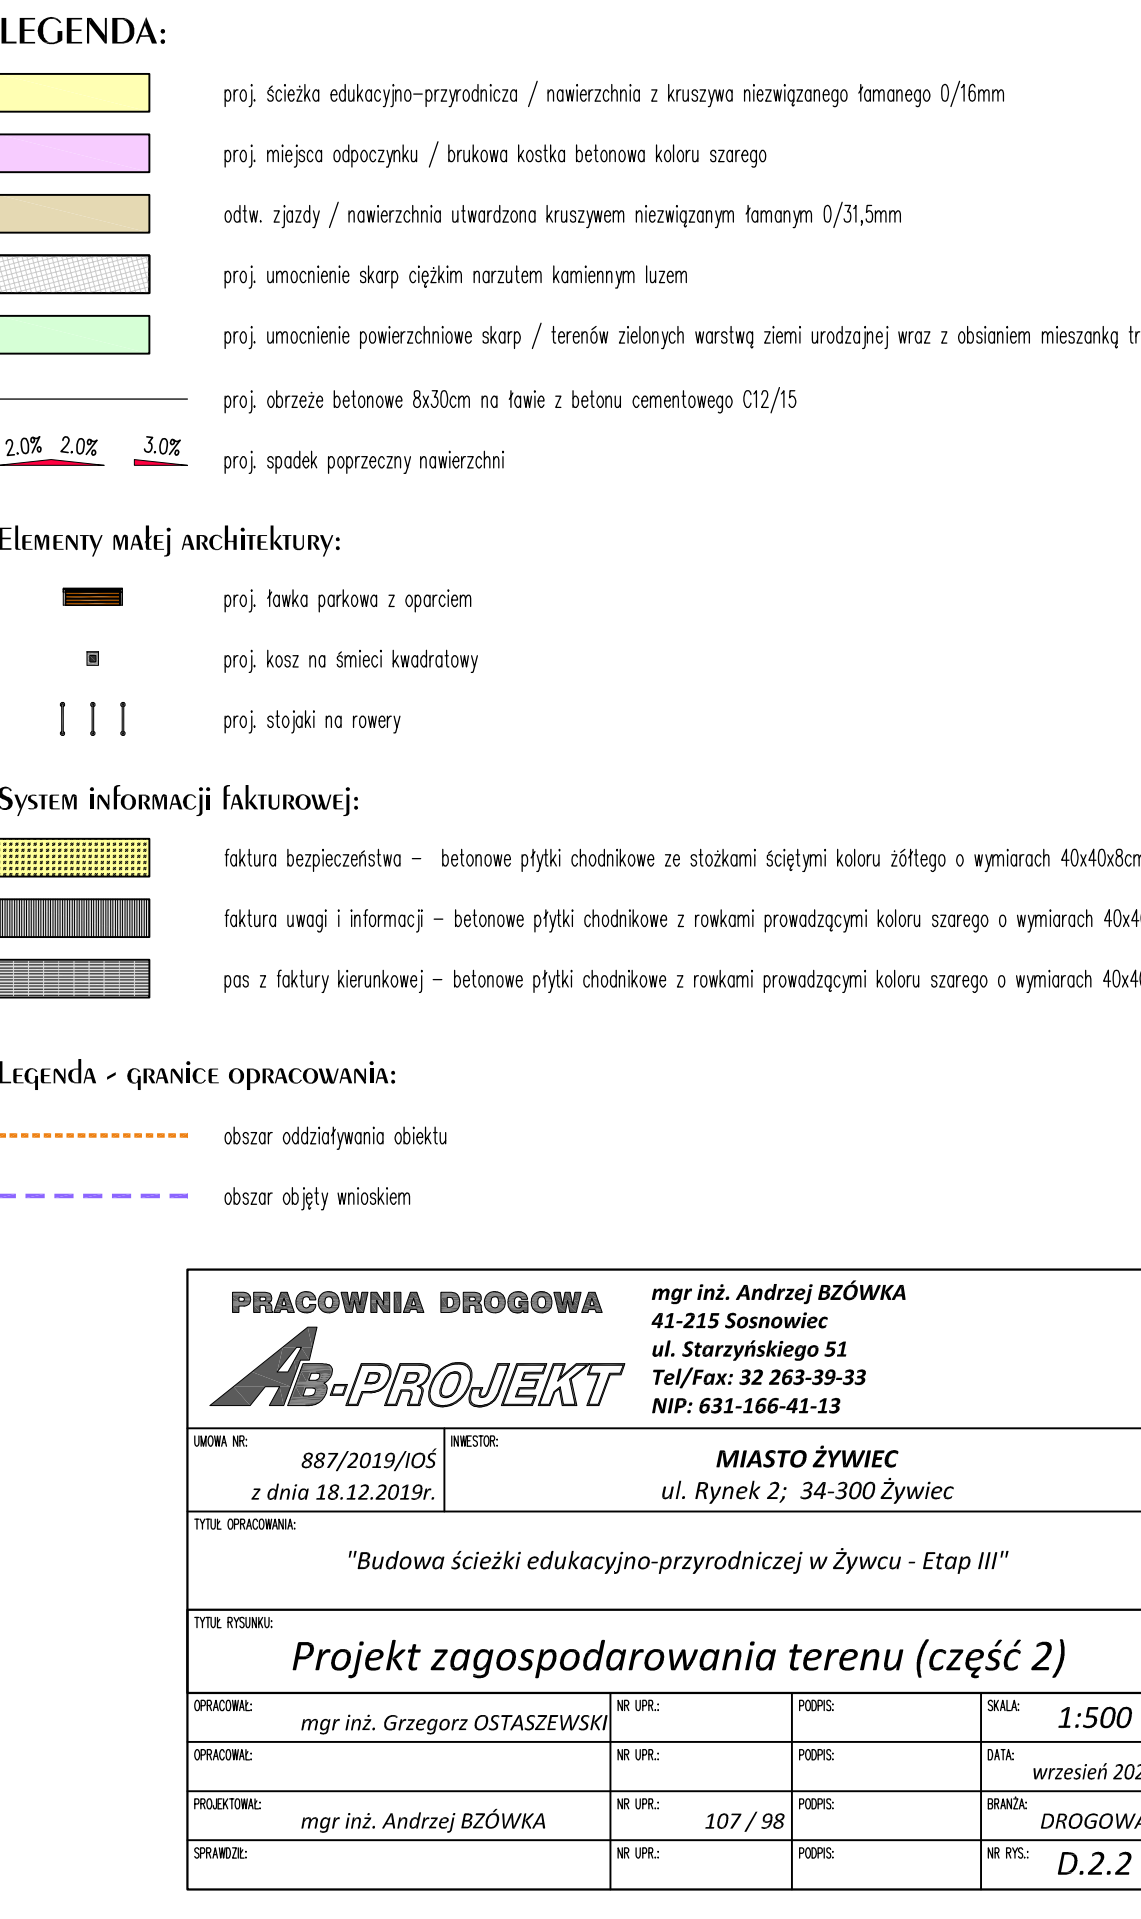 LEGENDA:
proj. ścieżka edukacyjno-przyrodnicza / nawierzchnia z kruszywa niezwiązanego łamanego 0/16mm
proj. miejsca odpoczynku / brukowa kostka betonowa koloru szarego
odtw. zjazdy / nawierzchnia utwardzona kruszywem niezwiązanym łamanym 0/31,5mm
proj. umocnienie skarp ciężkim narzutem kamiennym luzem
proj. umocnienie powierzchniowe skarp / terenów zielonych warstwą ziemi urodzajnej wraz z obsianiem mieszanką tr
proj. obrzeże betonowe 8x30cm na ławie z betonu cementowego C12/15
2.0% 2.0% 3.0%
proj. spadek poprzeczny nawierzchni
Elementy małej architektury:
proj. ławka parkowa z oparciem
proj. kosz na śmieci kwadratowy
proj. stojaki na rowery
System informacji fakturowej:
faktura bezpieczeństwa - betonowe płytki chodnikowe ze stożkami ściętymi koloru żółtego o wymiarach 40x40x8cm
faktura uwagi i informacji - betonowe płytki chodnikowe z rowkami prowadzącymi koloru szarego o wymiarach 40x40
pas z faktury kierunkowej - betonowe płytki chodnikowe z rowkami prowadzącymi koloru szarego o wymiarach 40x40
Legenda - granice opracowania:
obszar oddziaływania obiektu
obszar objęty wnioskiem
PRACOWNIA DROGOWA
AB-PROJEKT
mgr inż. Andrzej BZÓWKA
41-215 Sosnowiec
ul. Starzyńskiego 51
Tel/Fax: 32 263-39-33
NIP: 631-166-41-13
UMOWA NR:
887/2019/IOŚ
z dnia 18.12.2019r.
INWESTOR:
MIASTO ŻYWIEC
ul. Rynek 2; 34-300 Żywiec
TYTUŁ OPRACOWANIA:
"Budowa ścieżki edukacyjno-przyrodniczej w Żywcu - Etap III"
TYTUŁ RYSUNKU:
Projekt zagospodarowania terenu (część 2)
OPRACOWAŁ: mgr inż. Grzegorz OSTASZEWSKI NR UPR.: PODPIS: SKALA: 1:500
OPRACOWAŁ: NR UPR.: PODPIS: DATA: wrzesień 202
PROJEKTOWAŁ: mgr inż. Andrzej BZÓWKA NR UPR.: 107 / 98 PODPIS: BRANŻA: DROGOWA
SPRAWDZIŁ: NR UPR.: PODPIS: NR RYS.: D.2.2